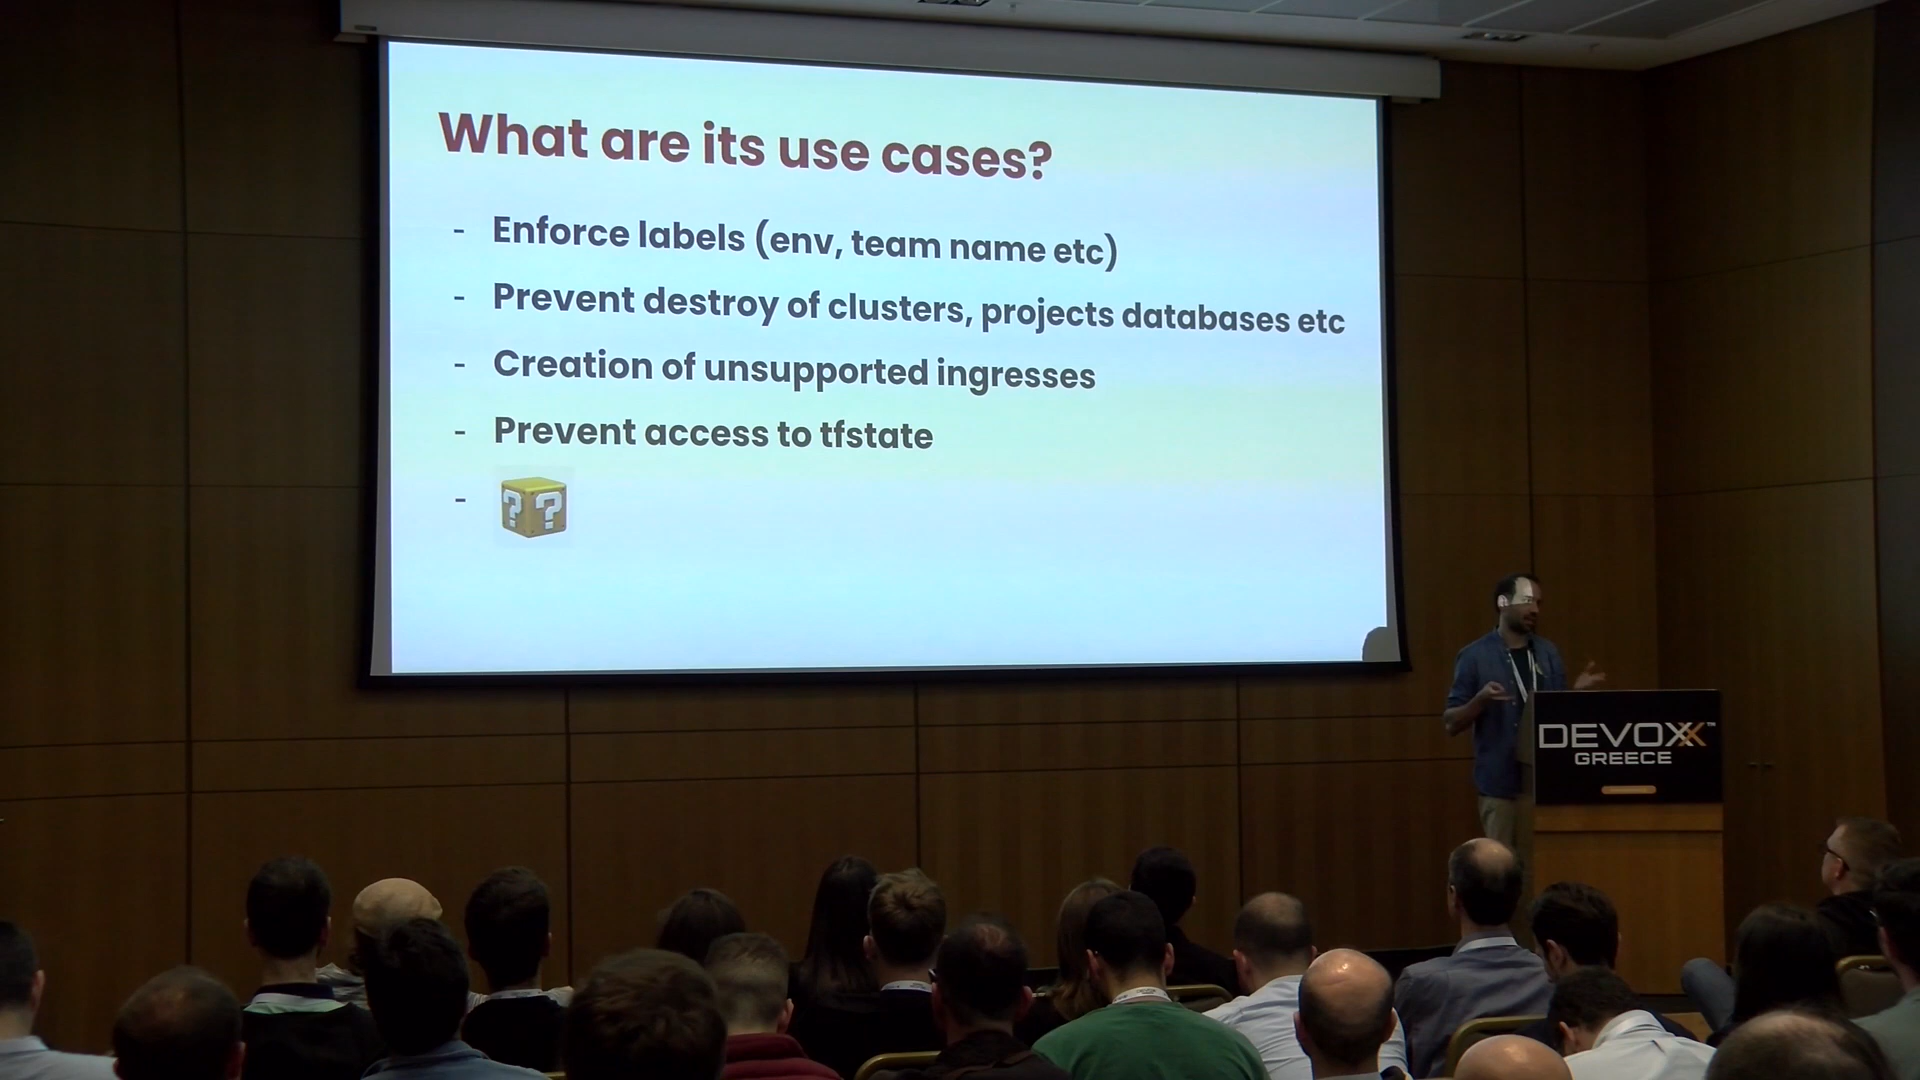 What are its use cases?
- Enforce labels (env, team name etc)
- Prevent destroy of clusters, projects databases etc
- Creation of unsupported ingresses
- Prevent access to tfstate
- ? ?
DEVOXX™
GREECE